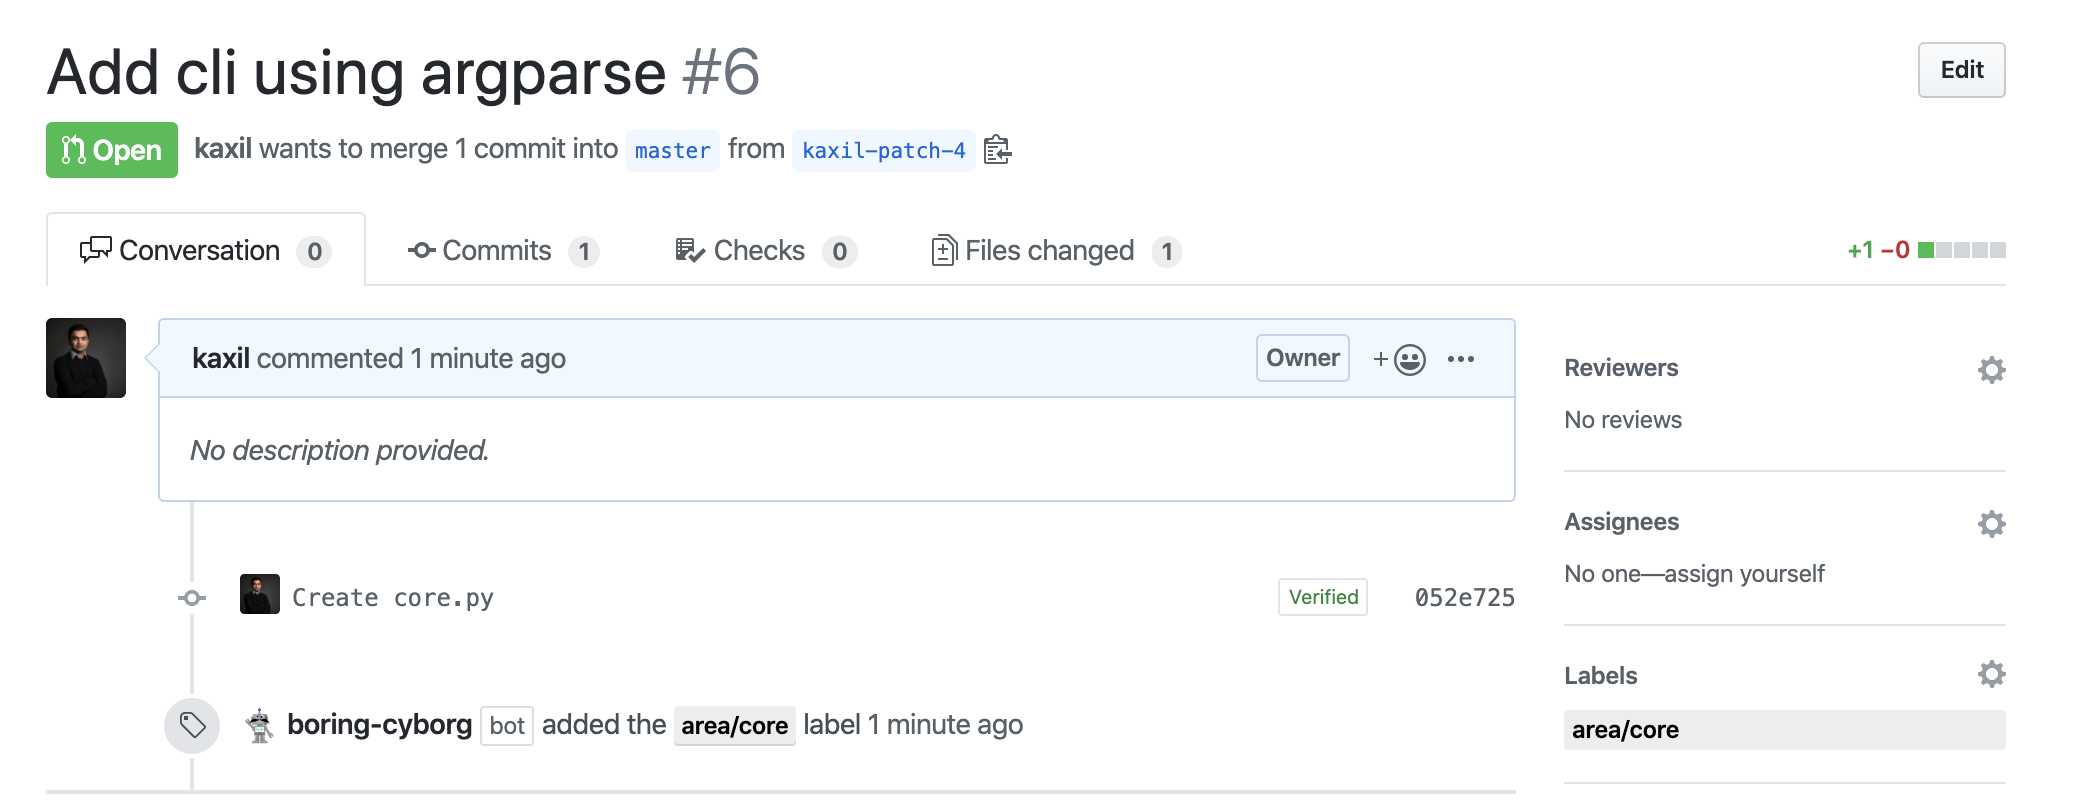 Add cli using argparse #6
Edit
Open kaxil wants to merge 1 commit into master from kaxil-patch-4
Conversation 0 Commits 1 Checks 0 Files changed 1 +1 −0
kaxil commented 1 minute ago Owner +
No description provided.
Create core.py Verified 052e725
boring-cyborg bot added the area/core label 1 minute ago
Reviewers
No reviews
Assignees
No one—assign yourself
Labels
area/core